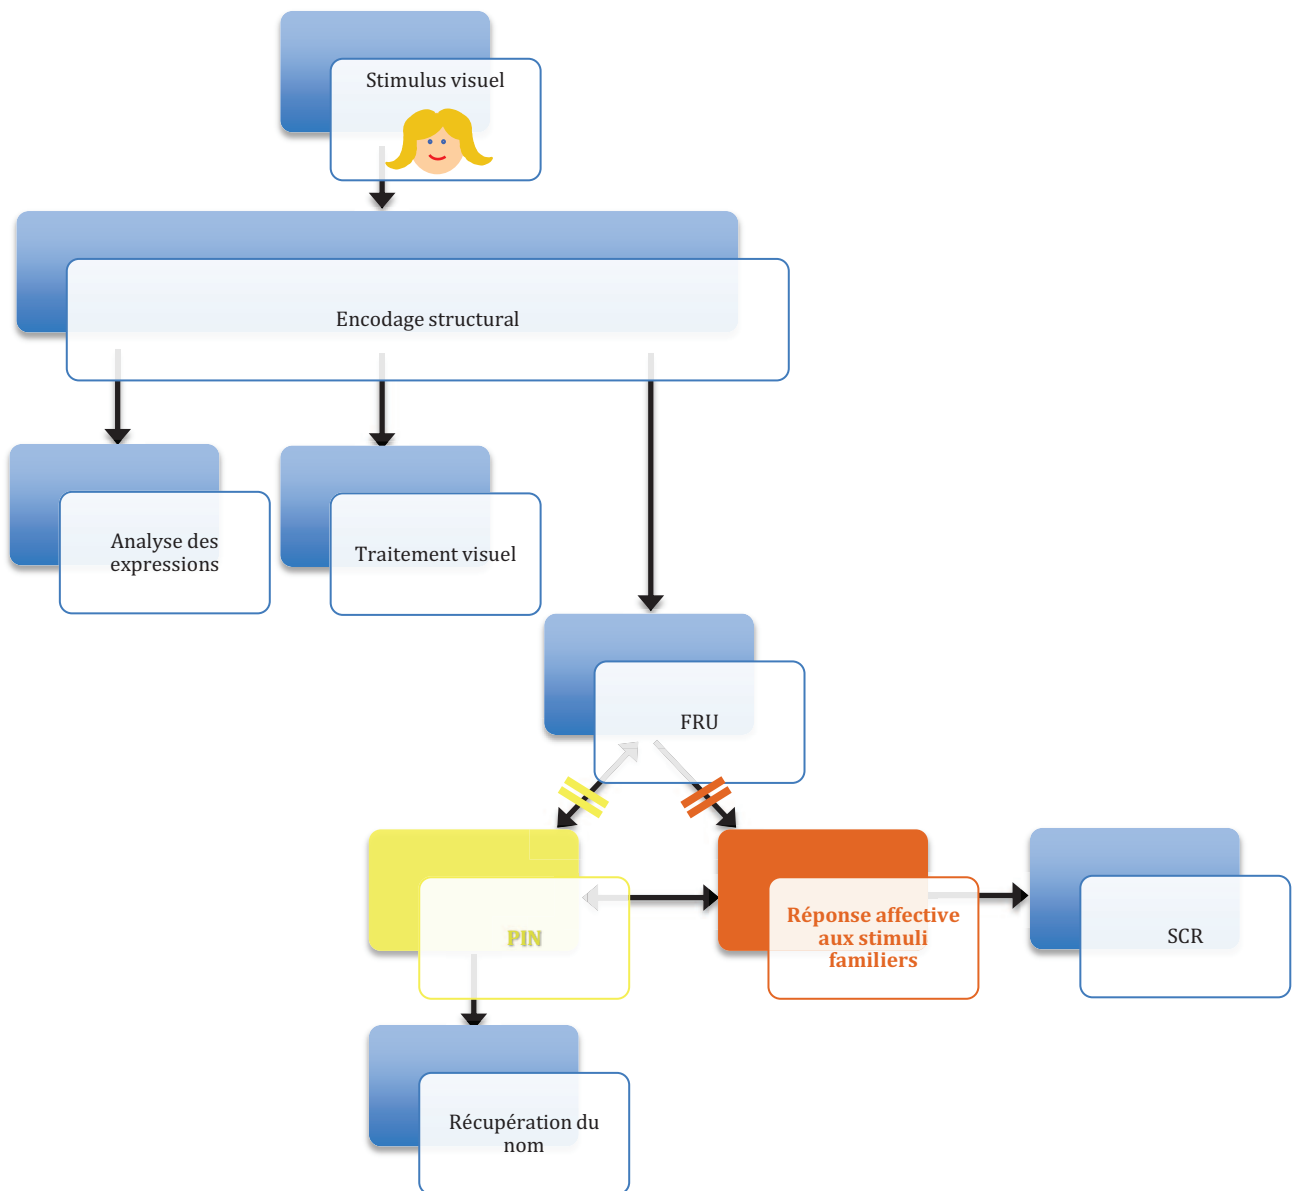 Stimulus visuel
Encodage structural
Analyse des
expressions
Traitement visuel
FRU
PIN
Réponse affective
aux stimuli
familiers
SCR
Récupération du
nom